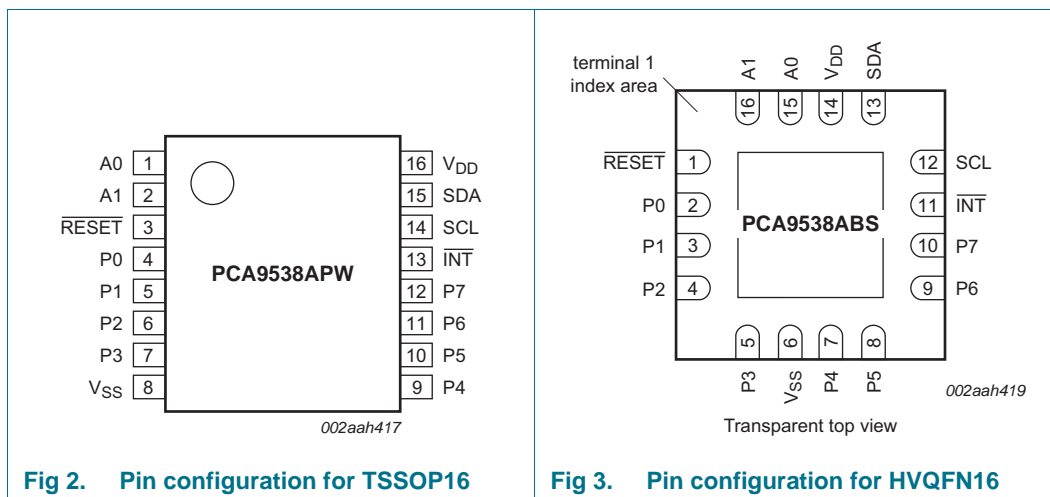 A0 1
A1 2
RESET 3
P0 4
P1 5
P2 6
P3 7
VSS 8
PCA9538APW
16 VDD
15 SDA
14 SCL
13 INT
12 P7
11 P6
10 P5
9 P4
002aah417
Fig 2. Pin configuration for TSSOP16
terminal 1
index area
A1 A0 VDD SDA
16 15 14 13
RESET 1
P0 2
P1 3
P2 4
PCA9538ABS
12 SCL
11 INT
10 P7
9 P6
5 6 7 8
P3 VSS P4 P5
002aah419
Transparent top view
Fig 3. Pin configuration for HVQFN16